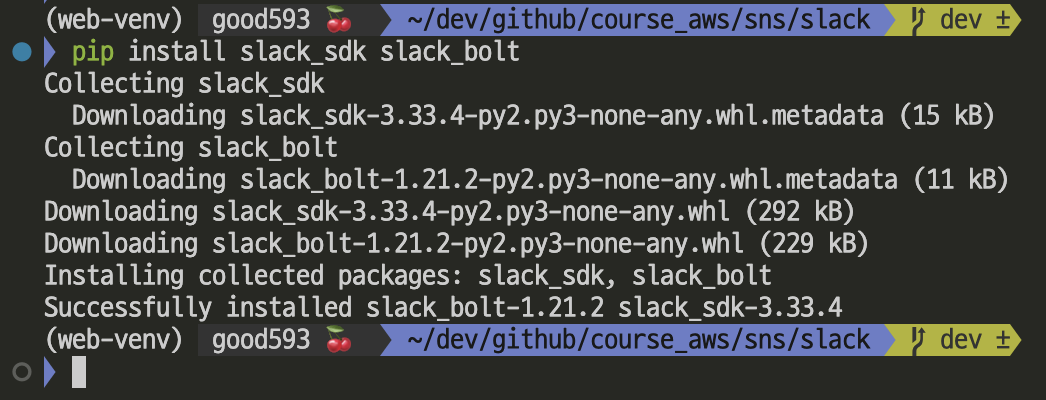 (web-venv) good593 🍒 ~/dev/github/course_aws/sns/slack dev ±
pip install slack_sdk slack_bolt
Collecting slack_sdk
  Downloading slack_sdk-3.33.4-py2.py3-none-any.whl.metadata (15 kB)
Collecting slack_bolt
  Downloading slack_bolt-1.21.2-py2.py3-none-any.whl.metadata (11 kB)
Downloading slack_sdk-3.33.4-py2.py3-none-any.whl (292 kB)
Downloading slack_bolt-1.21.2-py2.py3-none-any.whl (229 kB)
Installing collected packages: slack_sdk, slack_bolt
Successfully installed slack_bolt-1.21.2 slack_sdk-3.33.4
(web-venv) good593 🍒 ~/dev/github/course_aws/sns/slack dev ±